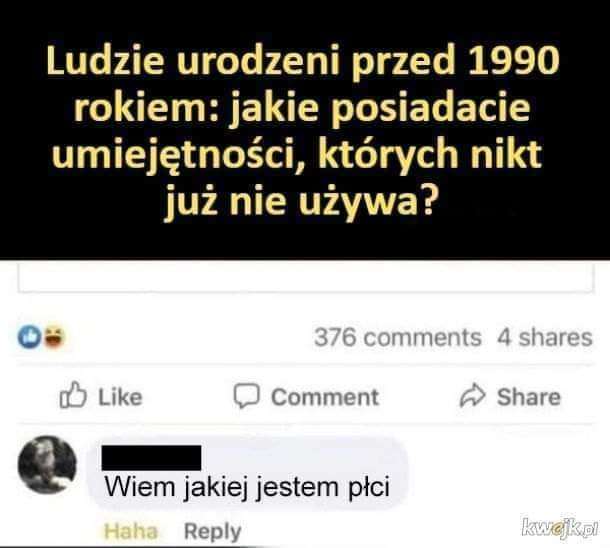 Ludzie urodzeni przed 1990
rokiem: jakie posiadacie
umiejętności, których nikt
już nie używa?
376 comments 4 shares
Like Comment Share
Wiem jakiej jestem płci
Haha Reply
kwejk.pl